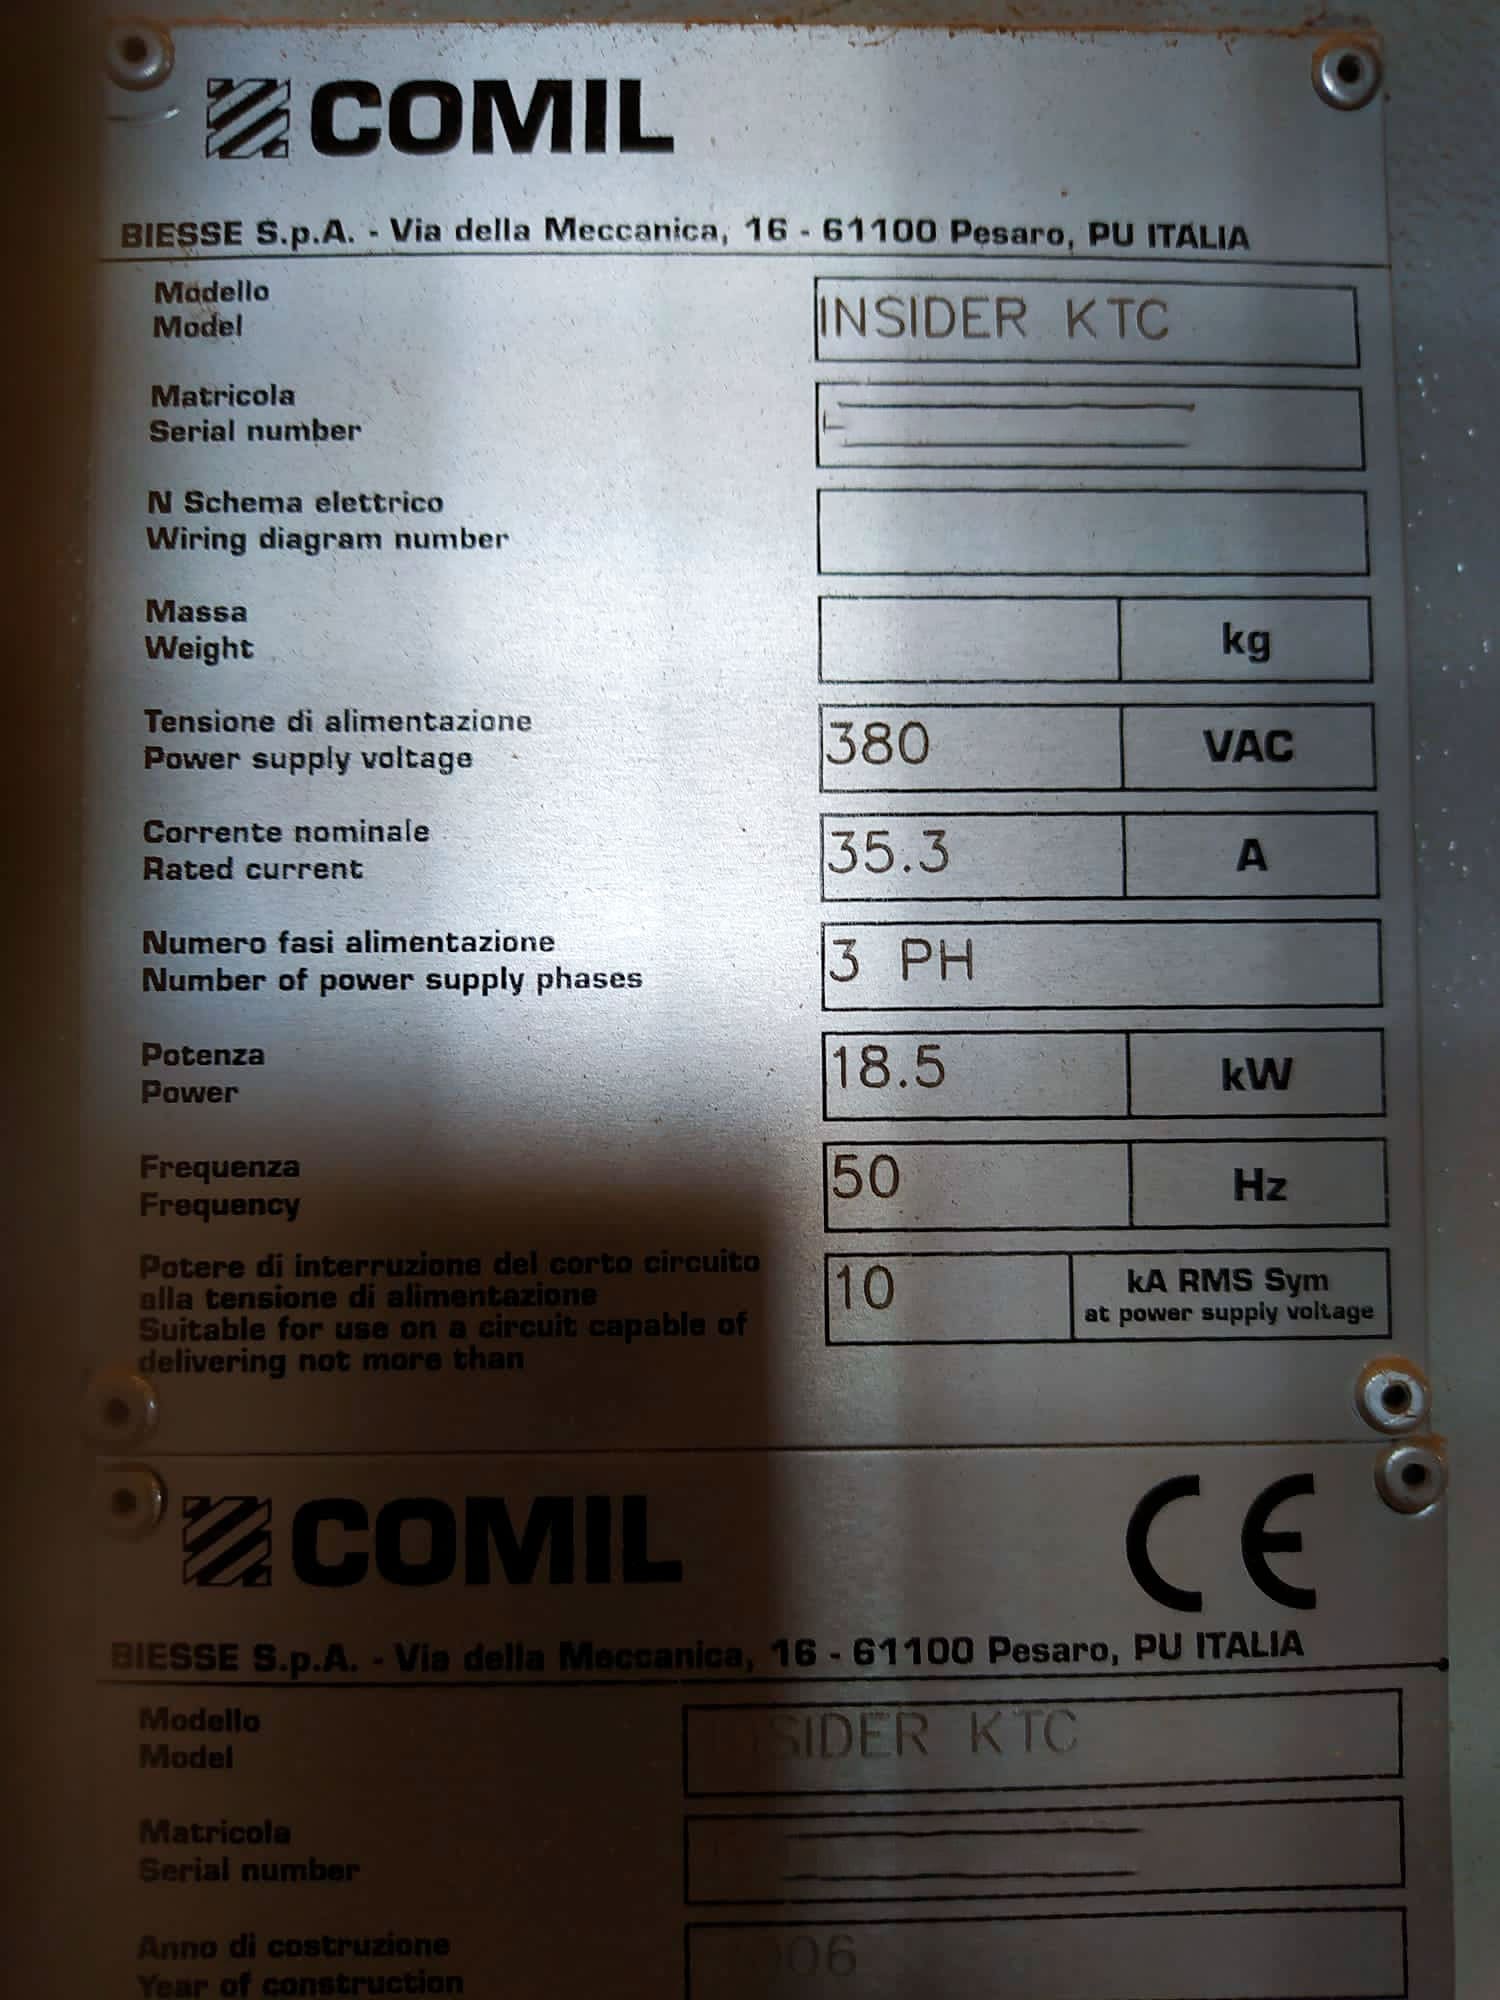 COMIL
BIESSE S.p.A. - Via della Meccanica, 16 - 61100 Pesaro, PU ITALIA
Modello
Model
INSIDER KTC
Matricola
Serial number
N Schema elettrico
Wiring diagram number
Massa
Weight
kg
Tensione di alimentazione
Power supply voltage
380 VAC
Corrente nominale
Rated current
35.3 A
Numero fasi alimentazione
Number of power supply phases
3 PH
Potenza
Power
18.5 kW
Frequenza
Frequency
50 Hz
Potere di interruzione del corto circuito
alla tensione di alimentazione
Suitable for use on a circuit capable of
delivering not more than
10 kA RMS Sym
at power supply voltage
COMIL CE
BIESSE S.p.A. - Via della Meccanica, 16 - 61100 Pesaro, PU ITALIA
Modello
Model
INSIDER KTC
Matricola
Serial number
Anno di costruzione
Year of construction